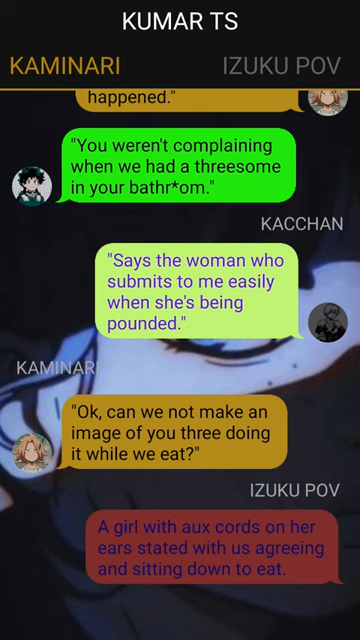 KUMAR TS
KAMINARI
IZUKU POV
happened."
"You weren't complaining
when we had a threesome
in your bathr*om."
KACCHAN
"Says the woman who
submits to me easily
when she's being
pounded."
KAMINARI
"Ok, can we not make an
image of you three doing
it while we eat?"
IZUKU POV
A girl with aux cords on her
ears stated with us agreeing
and sitting down to eat.